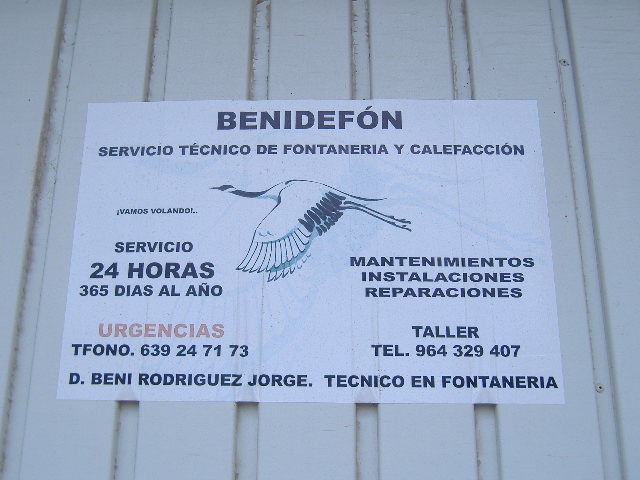 BENIDEFÓN
SERVICIO TÉCNICO DE FONTANERIA Y CALEFACCIÓN
¡VAMOS VOLANDO!..
SERVICIO
24 HORAS
365 DIAS AL AÑO
MANTENIMIENTOS
INSTALACIONES
REPARACIONES
URGENCIAS
TFONO. 639 24 71 73
TALLER
TEL. 964 329 407
D. BENI RODRIGUEZ JORGE. TECNICO EN FONTANERIA